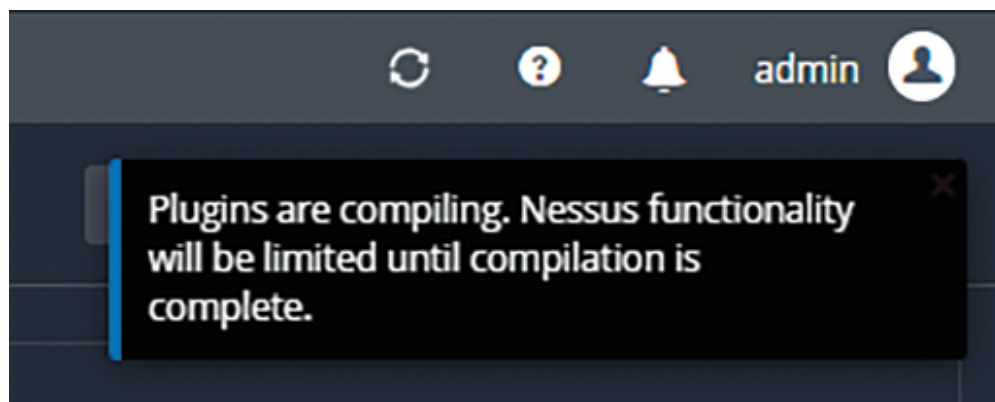 admin
Plugins are compiling. Nessus functionality
will be limited until compilation is
complete.